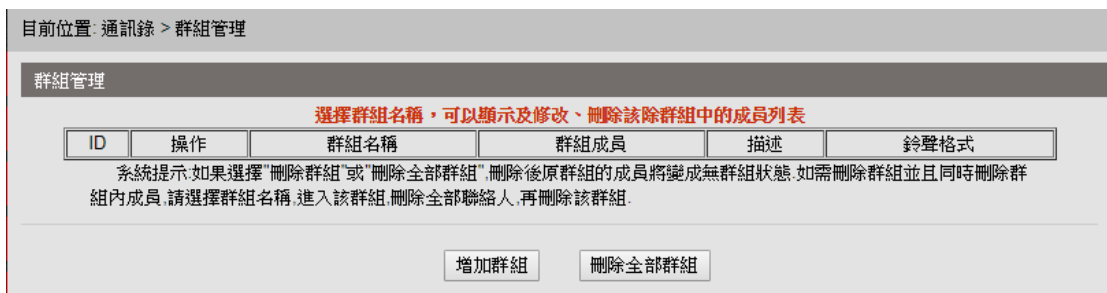 目前位置: 通訊錄 > 群組管理
群組管理
選擇群組名稱，可以顯示及修改、刪除該除群組中的成員列表
ID 操作 群組名稱 群組成員 描述 鈴聲格式
系統提示:如果選擇"刪除群組"或"刪除全部群組",刪除後原群組的成員將變成無群組狀態.如需刪除群組並且同時刪除群
組內成員,請選擇群組名稱,進入該群組,刪除全部聯絡人,再刪除該群組.
增加群組 刪除全部群組